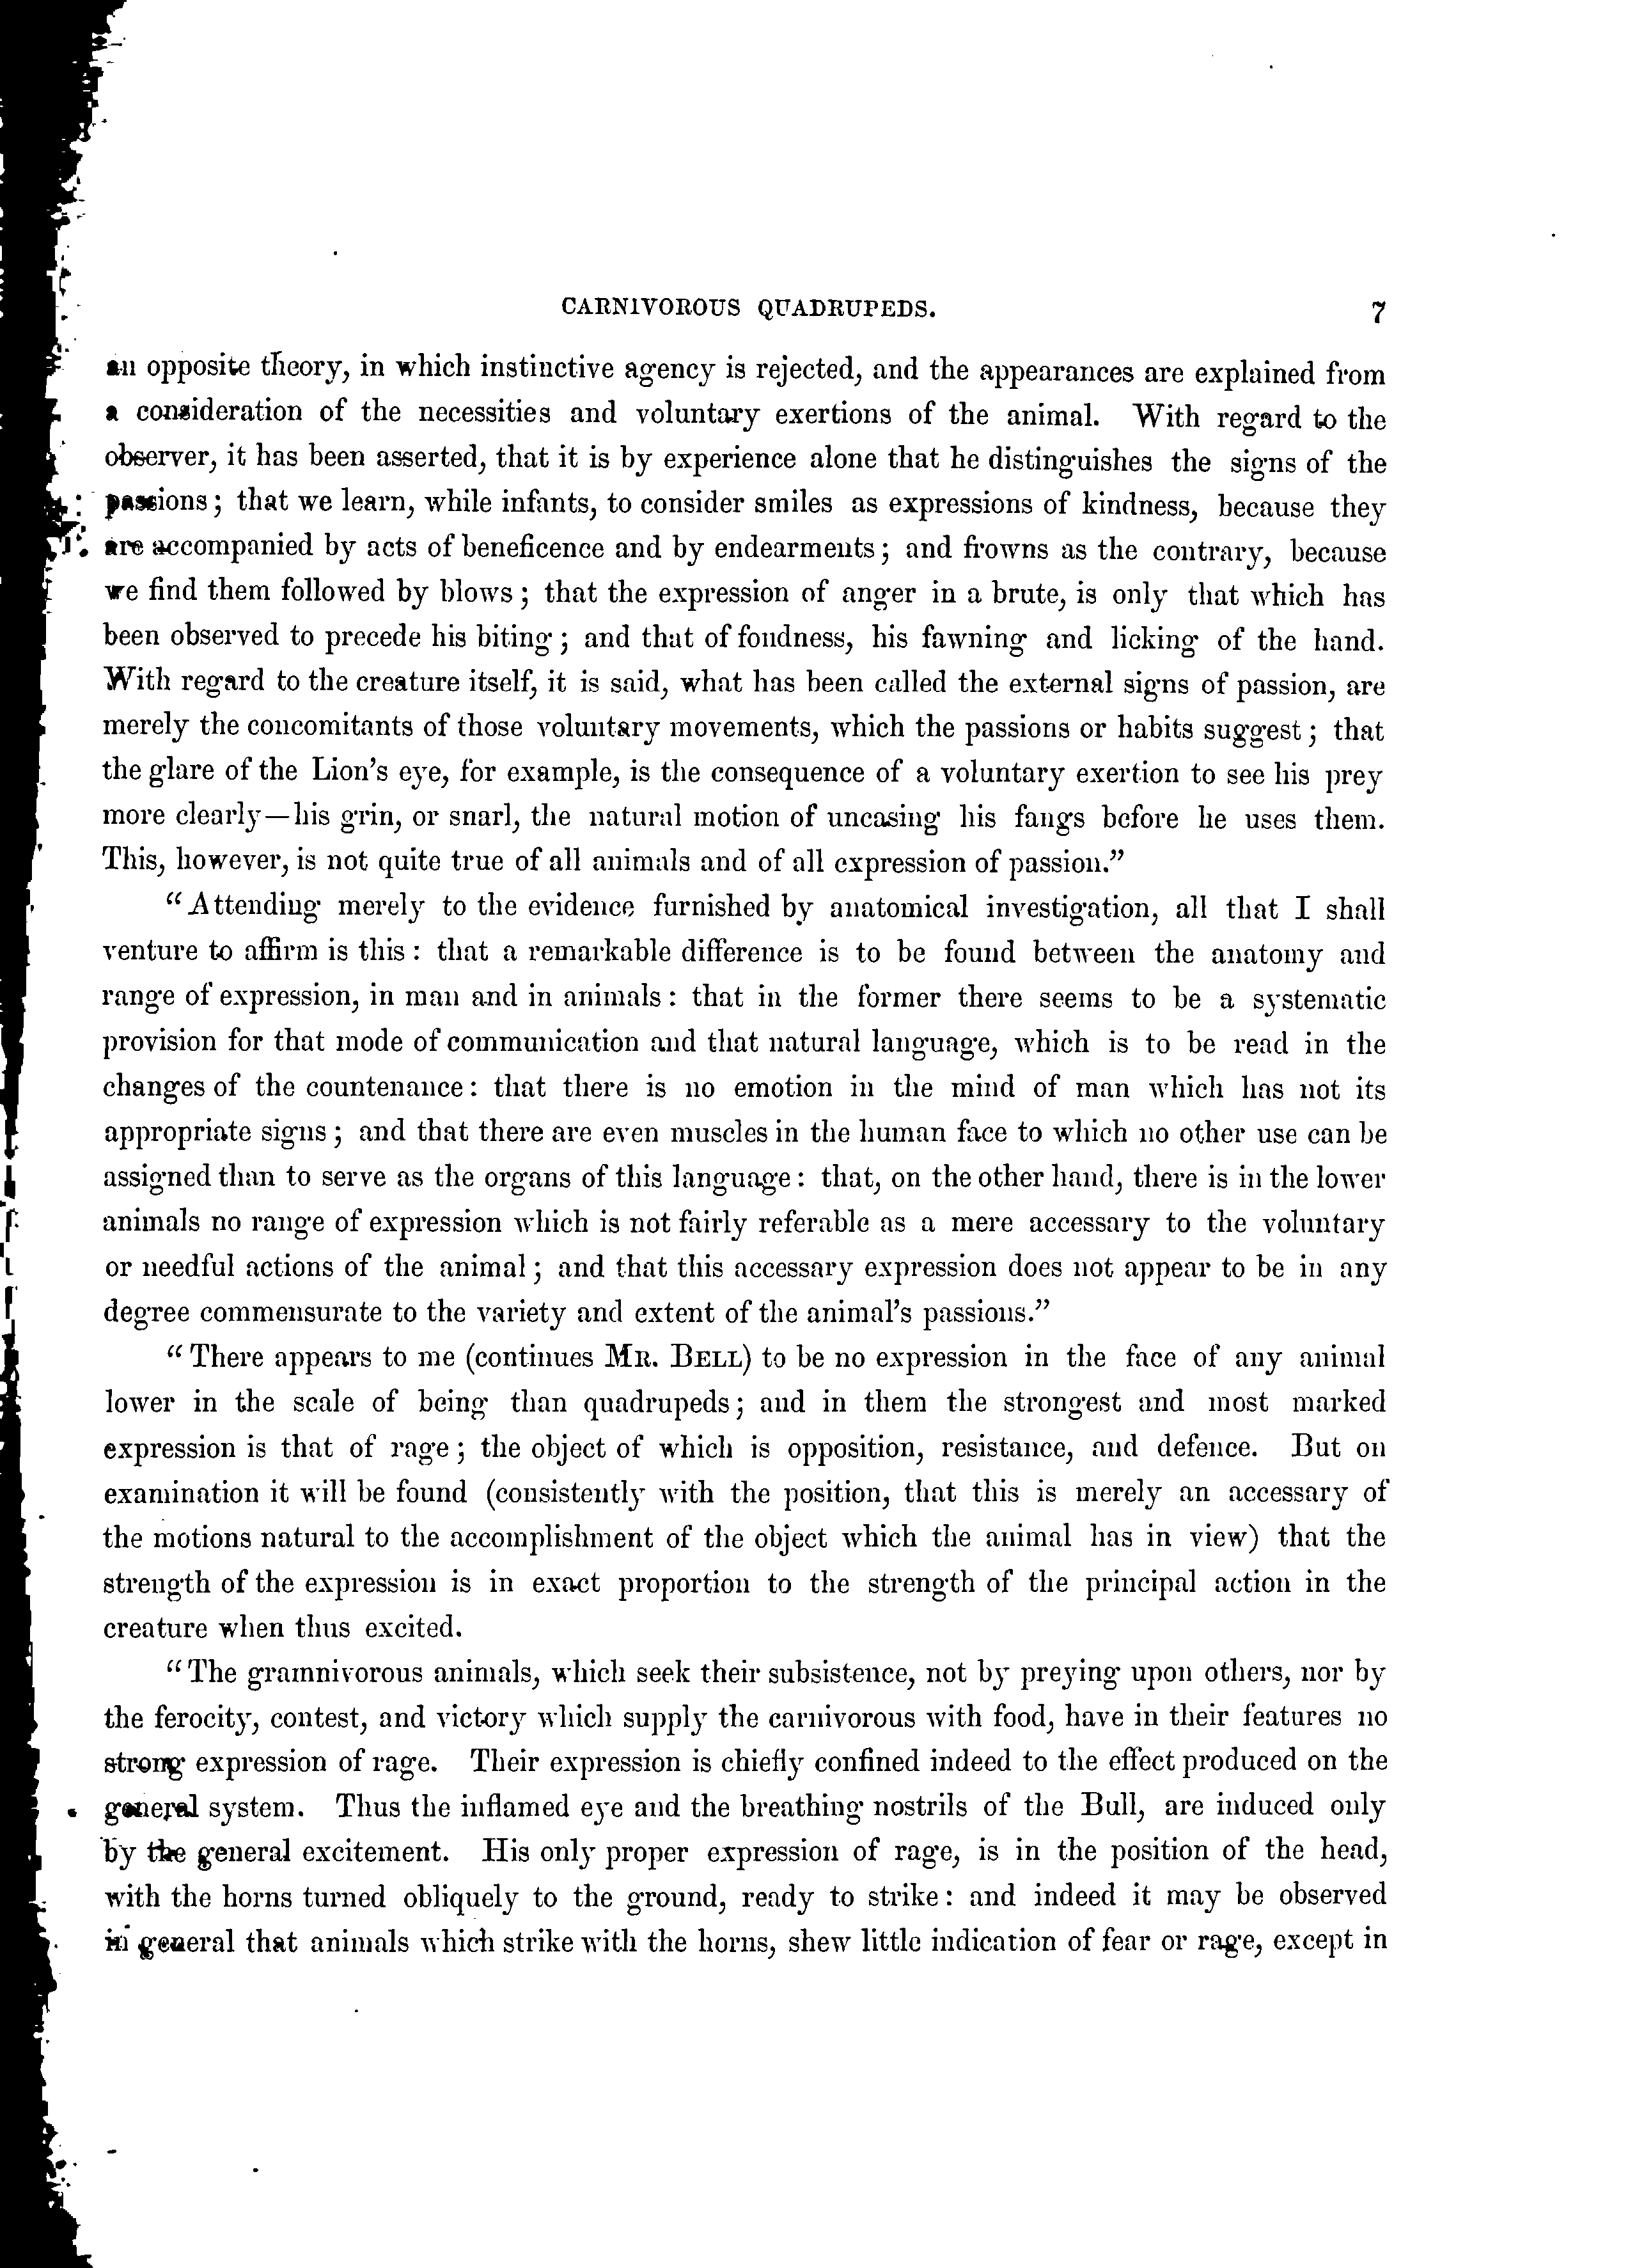 CARNIVOROUS QUADRUPEDS. 7
an opposite theory, in which instinctive agency is rejected, and the appearances are explained from
a consideration of the necessities and voluntary exertions of the animal. With regard to the
observer, it has been asserted, that it is by experience alone that he distinguishes the signs of the
passions; that we learn, while infants, to consider smiles as expressions of kindness, because they
are accompanied by acts of beneficence and by endearments; and frowns as the contrary, because
we find them followed by blows; that the expression of anger in a brute, is only that which has
been observed to precede his biting; and that of fondness, his fawning and licking of the hand.
With regard to the creature itself, it is said, what has been called the external signs of passion, are
merely the concomitants of those voluntary movements, which the passions or habits suggest; that
the glare of the Lion's eye, for example, is the consequence of a voluntary exertion to see his prey
more clearly—his grin, or snarl, the natural motion of uncasing his fangs before he uses them.
This, however, is not quite true of all animals and of all expression of passion.”
“Attending merely to the evidence furnished by anatomical investigation, all that I shall
venture to affirm is this: that a remarkable difference is to be found between the anatomy and
range of expression, in man and in animals: that in the former there seems to be a systematic
provision for that mode of communication and that natural language, which is to be read in the
changes of the countenance: that there is no emotion in the mind of man which has not its
appropriate signs; and that there are even muscles in the human face to which no other use can be
assigned than to serve as the organs of this language: that, on the other hand, there is in the lower
animals no range of expression which is not fairly referable as a mere accessary to the voluntary
or needful actions of the animal; and that this accessary expression does not appear to be in any
degree commensurate to the variety and extent of the animal's passions.”
“There appears to me (continues MR. BELL) to be no expression in the face of any animal
lower in the scale of being than quadrupeds; and in them the strongest and most marked
expression is that of rage; the object of which is opposition, resistance, and defence. But on
examination it will be found (consistently with the position, that this is merely an accessary of
the motions natural to the accomplishment of the object which the animal has in view) that the
strength of the expression is in exact proportion to the strength of the principal action in the
creature when thus excited.
“The gramnivorous animals, which seek their subsistence, not by preying upon others, nor by
the ferocity, contest, and victory which supply the carnivorous with food, have in their features no
strong expression of rage. Their expression is chiefly confined indeed to the effect produced on the
general system. Thus the inflamed eye and the breathing nostrils of the Bull, are induced only
by the general excitement. His only proper expression of rage, is in the position of the head,
with the horns turned obliquely to the ground, ready to strike: and indeed it may be observed
in general that animals which strike with the horns, shew little indication of fear or rage, except in